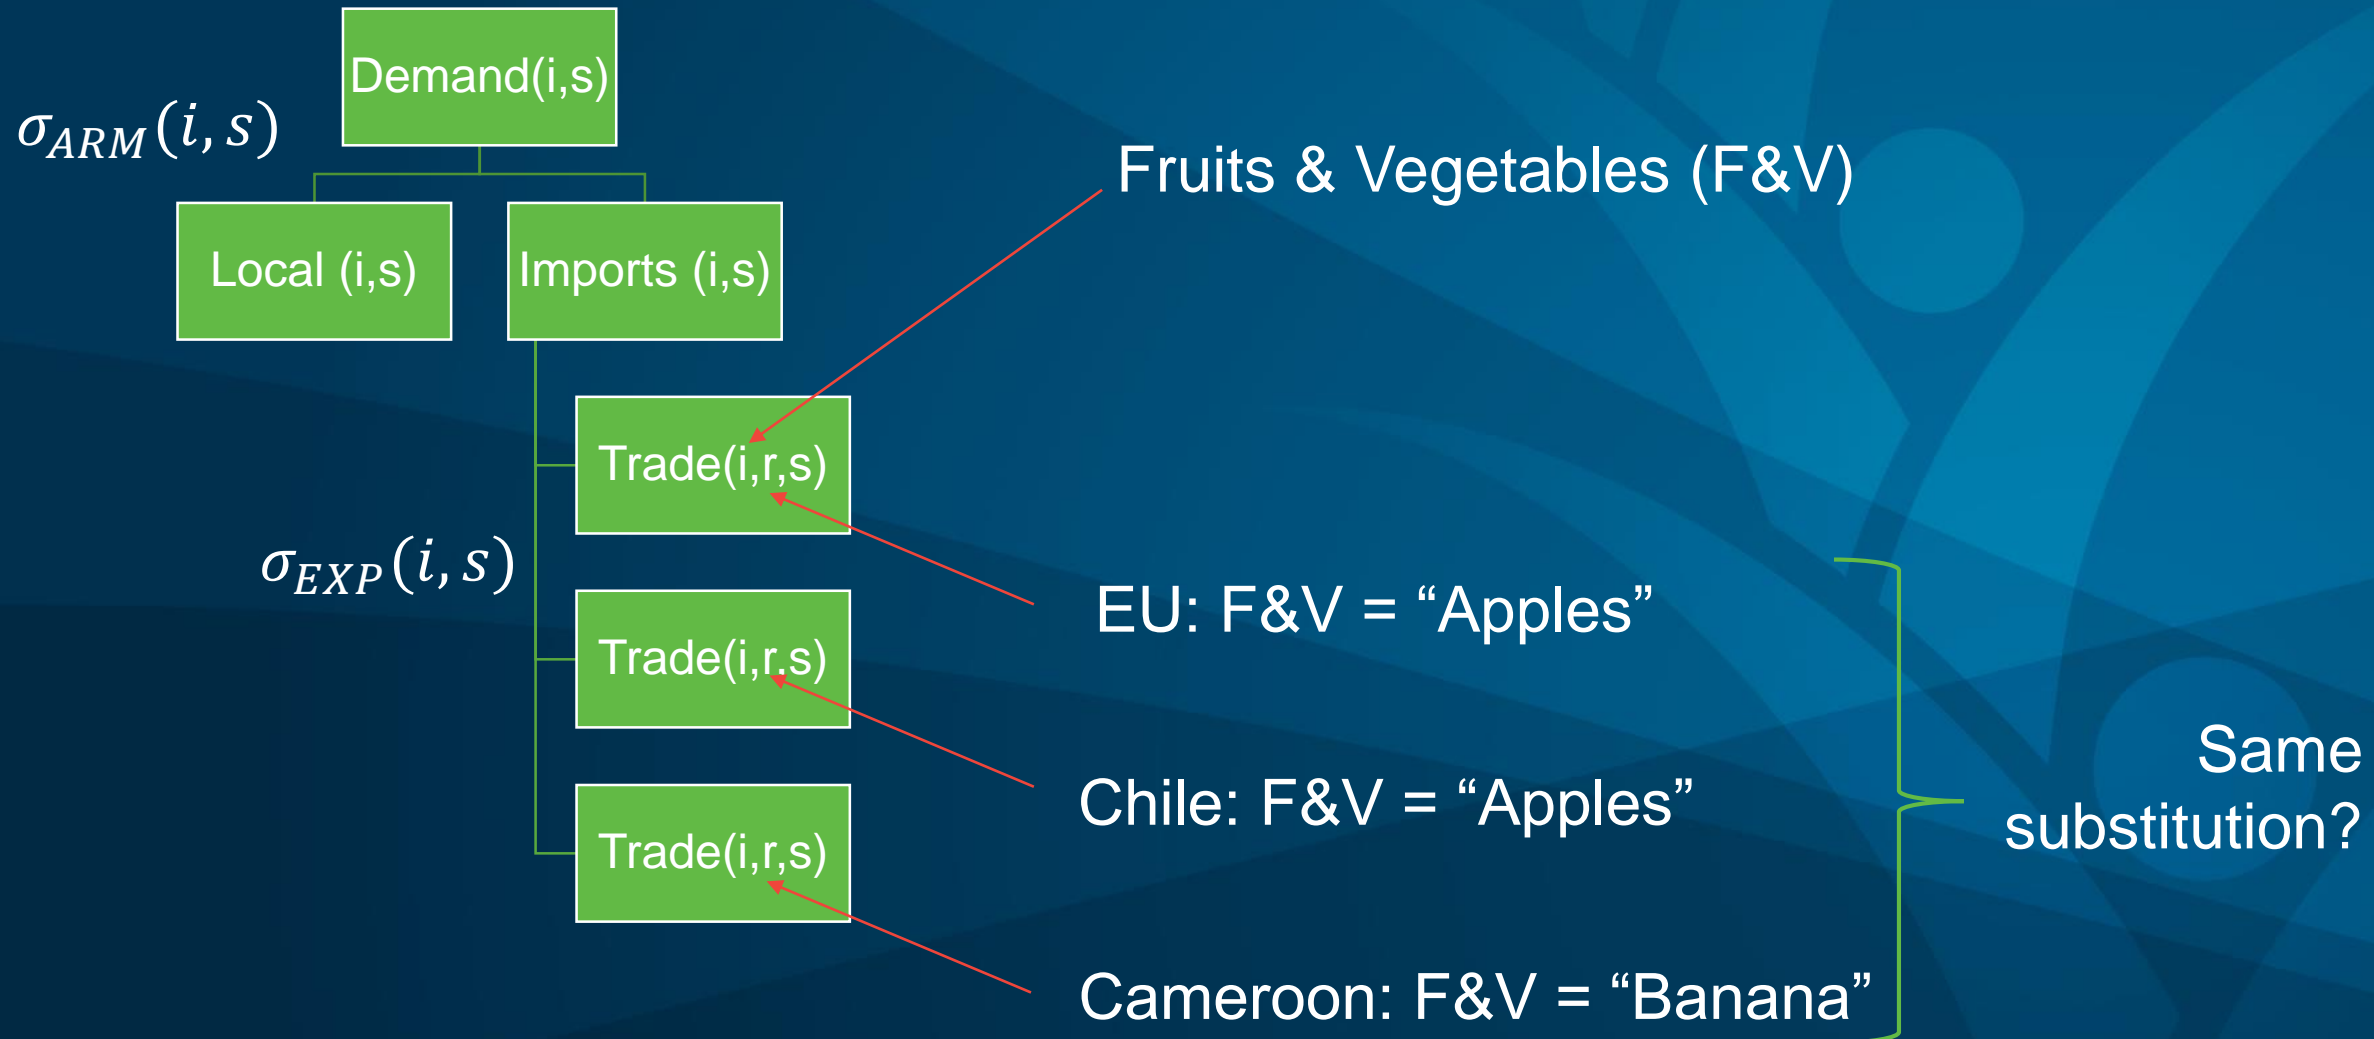 Demand(i,s)
σ_ARM(i, s)
Fruits & Vegetables (F&V)
Local (i,s)
Imports (i,s)
Trade(i,r,s)
σ_EXP(i, s)
EU: F&V = “Apples”
Trade(i,r,s)
Same
substitution?
Chile: F&V = “Apples”
Trade(i,r,s)
Cameroon: F&V = “Banana”